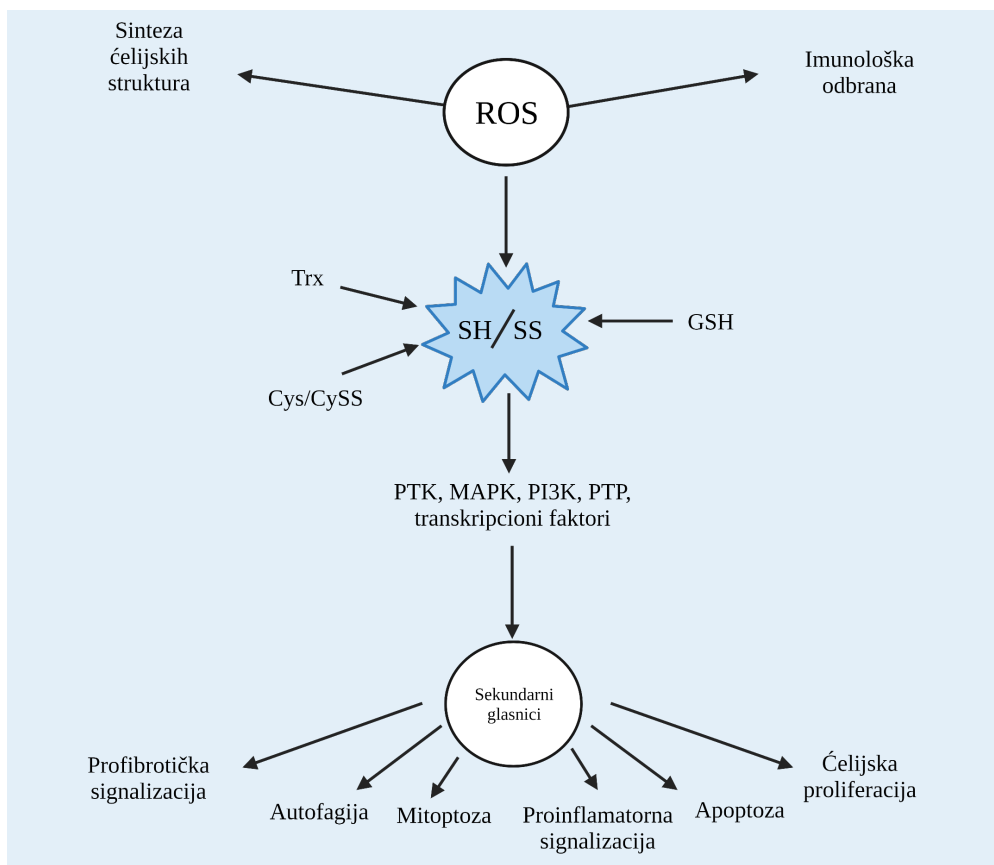 Sinteza
ćelijskih
struktura
ROS
Imunološka
odbrana
Trx
SH/SS
GSH
Cys/CySS
PTK, MAPK, PI3K, PTP,
transkripcioni faktori
Sekundarni
glasnici
Profibrotička
signalizacija
Autofagija
Mitoptoza
Proinflamatorna
signalizacija
Apoptoza
Ćelijska
proliferacija